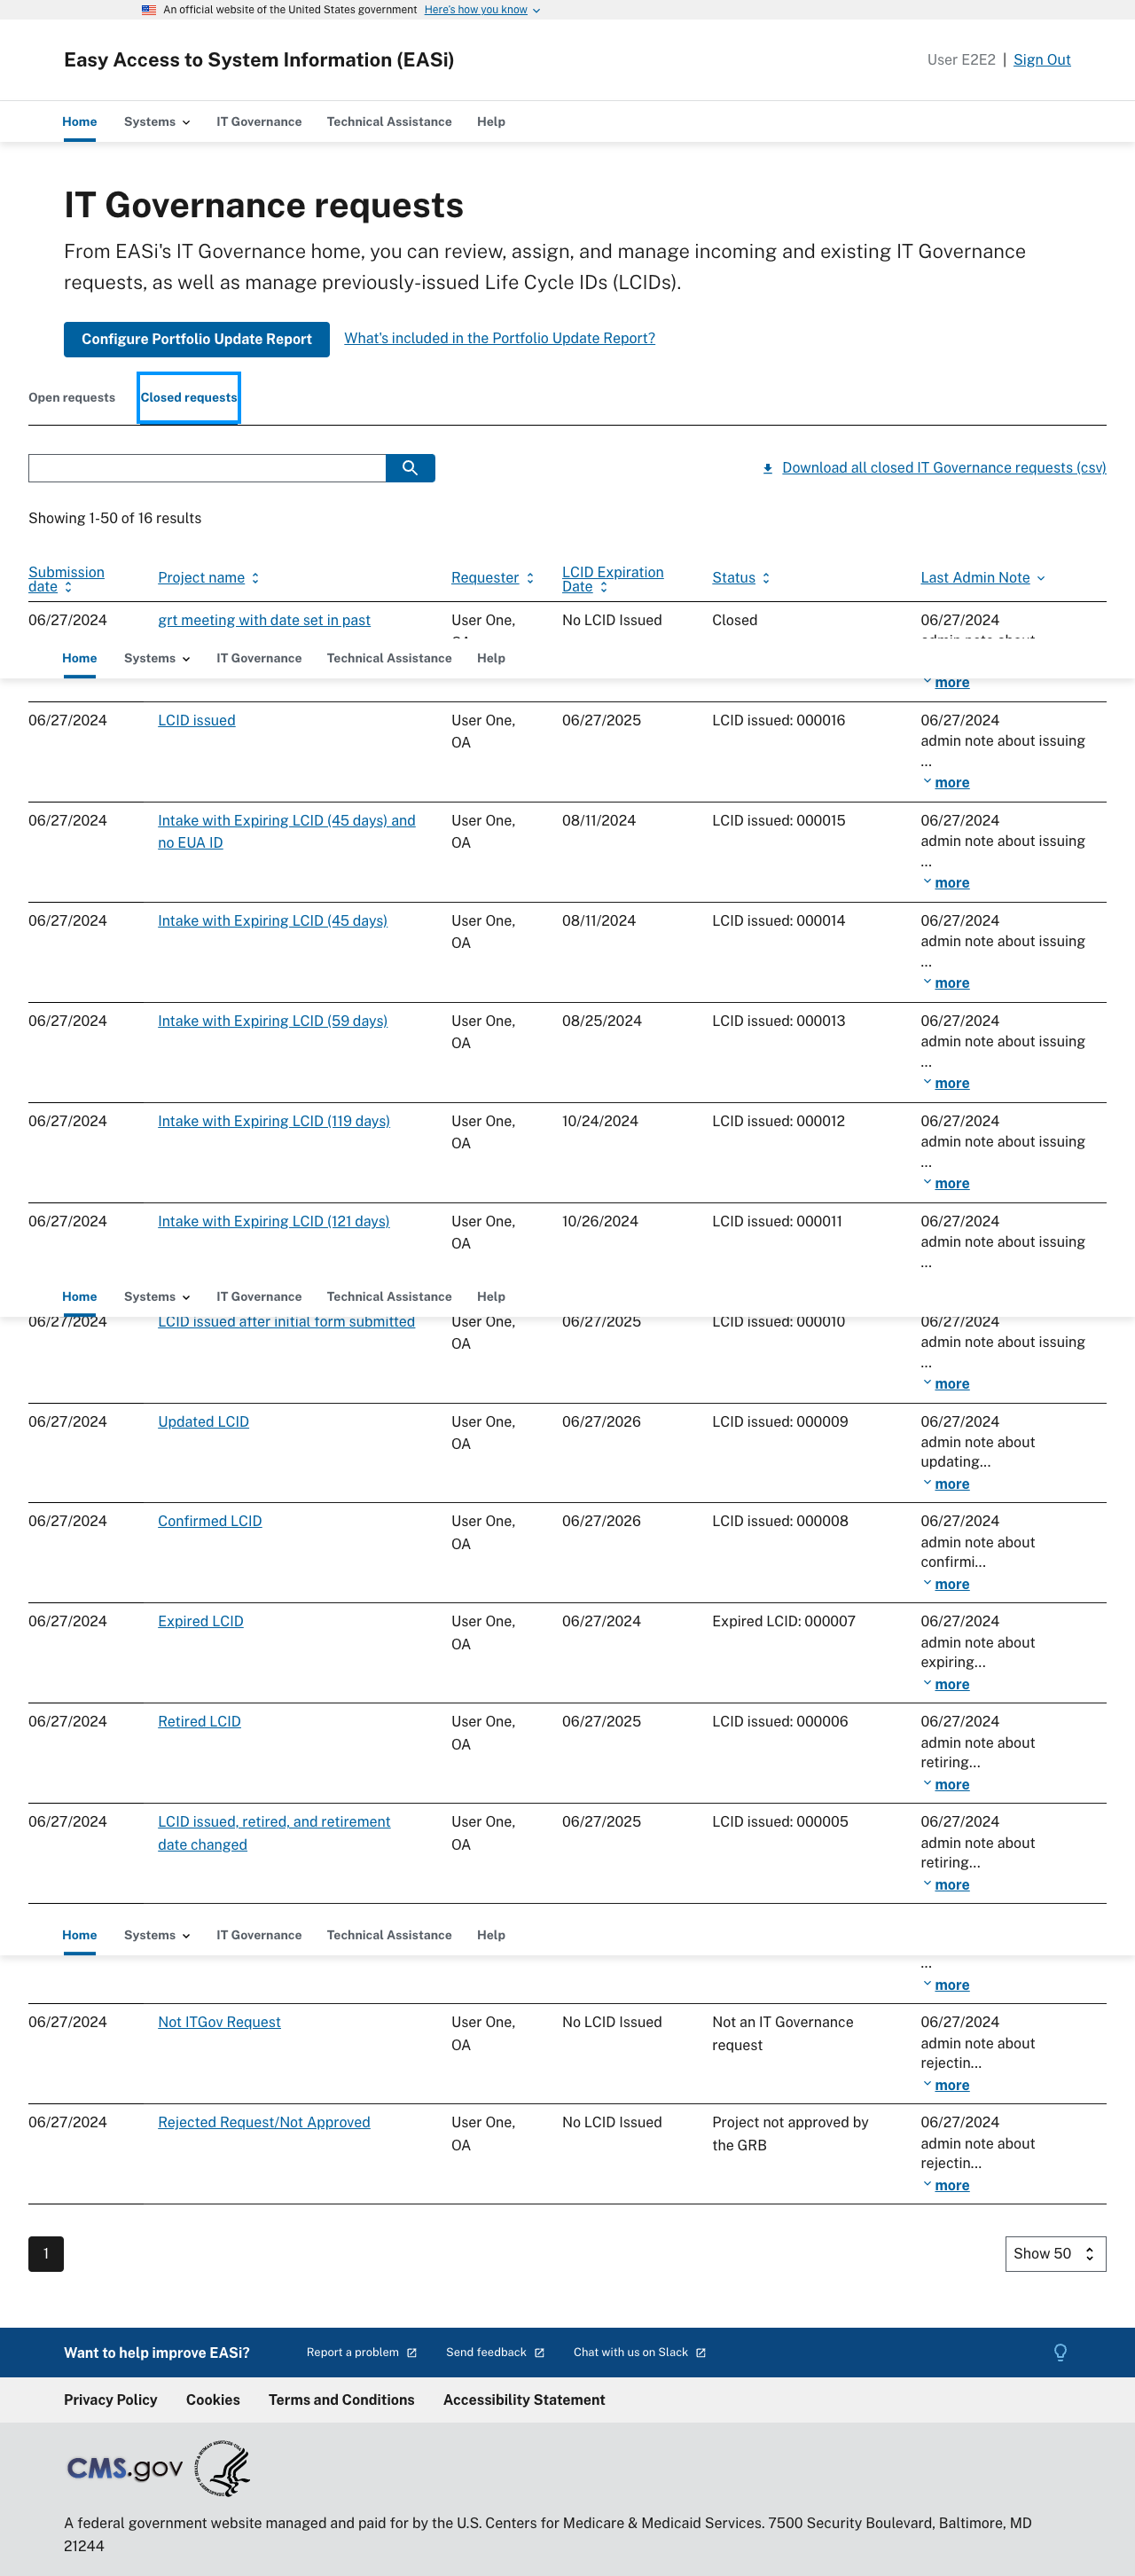 An official website of the United States government Here's how you know
Easy Access to System Information (EASi)
User E2E2 | Sign Out
Home Systems IT Governance Technical Assistance Help
IT Governance requests
From EASi's IT Governance home, you can review, assign, and manage incoming and existing IT Governance
requests, as well as manage previously-issued Life Cycle IDs (LCIDs).
Configure Portfolio Update Report What's included in the Portfolio Update Report?
Open requests Closed requests
Download all closed IT Governance requests (csv)
Showing 1-50 of 16 results
Submission date Project name Requester LCID Expiration Date Status Last Admin Note
06/27/2024 grt meeting with date set in past User One, No LCID Issued Closed 06/27/2024
Home Systems IT Governance Technical Assistance Help
more
06/27/2024 LCID issued User One, 06/27/2025 LCID issued: 000016 06/27/2024
OA admin note about issuing
...
more
06/27/2024 Intake with Expiring LCID (45 days) and User One, 08/11/2024 LCID issued: 000015 06/27/2024
no EUA ID OA admin note about issuing
...
more
06/27/2024 Intake with Expiring LCID (45 days) User One, 08/11/2024 LCID issued: 000014 06/27/2024
OA admin note about issuing
...
more
06/27/2024 Intake with Expiring LCID (59 days) User One, 08/25/2024 LCID issued: 000013 06/27/2024
OA admin note about issuing
...
more
06/27/2024 Intake with Expiring LCID (119 days) User One, 10/24/2024 LCID issued: 000012 06/27/2024
OA admin note about issuing
...
more
06/27/2024 Intake with Expiring LCID (121 days) User One, 10/26/2024 LCID issued: 000011 06/27/2024
OA admin note about issuing
...
Home Systems IT Governance Technical Assistance Help
06/27/2024 LCID issued after initial form submitted User One, 06/27/2025 LCID issued: 000010 06/27/2024
OA admin note about issuing
...
more
06/27/2024 Updated LCID User One, 06/27/2026 LCID issued: 000009 06/27/2024
OA admin note about
updating...
more
06/27/2024 Confirmed LCID User One, 06/27/2026 LCID issued: 000008 06/27/2024
OA admin note about
confirmi...
more
06/27/2024 Expired LCID User One, 06/27/2024 Expired LCID: 000007 06/27/2024
OA admin note about
expiring...
more
06/27/2024 Retired LCID User One, 06/27/2025 LCID issued: 000006 06/27/2024
OA admin note about
retiring...
more
06/27/2024 LCID issued, retired, and retirement User One, 06/27/2025 LCID issued: 000005 06/27/2024
date changed OA admin note about
retiring...
more
Home Systems IT Governance Technical Assistance Help
...
more
06/27/2024 Not ITGov Request User One, No LCID Issued Not an IT Governance 06/27/2024
OA request admin note about
rejectin...
more
06/27/2024 Rejected Request/Not Approved User One, No LCID Issued Project not approved by 06/27/2024
OA the GRB admin note about
rejectin...
more
1 Show 50
Want to help improve EASi? Report a problem Send feedback Chat with us on Slack
Privacy Policy Cookies Terms and Conditions Accessibility Statement
CMS.gov
A federal government website managed and paid for by the U.S. Centers for Medicare & Medicaid Services. 7500 Security Boulevard, Baltimore, MD
21244